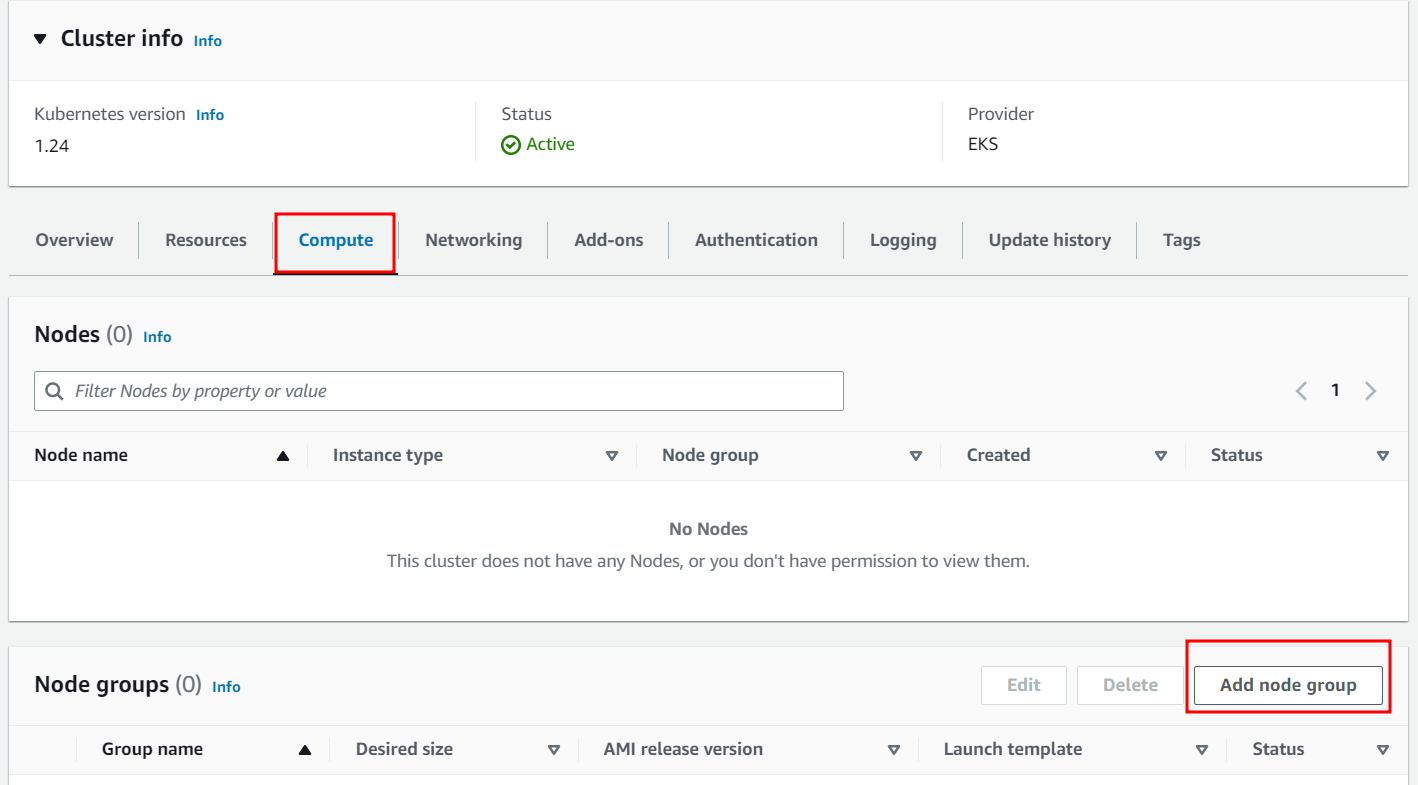 Cluster info Info
Kubernetes version Info Status Provider
1.24 Active EKS
Overview Resources Compute Networking Add-ons Authentication Logging Update history Tags
Nodes (0) Info
Filter Nodes by property or value 1
Node name Instance type Node group Created Status
No Nodes
This cluster does not have any Nodes, or you don't have permission to view them.
Node groups (0) Info Edit Delete Add node group
Group name Desired size AMI release version Launch template Status